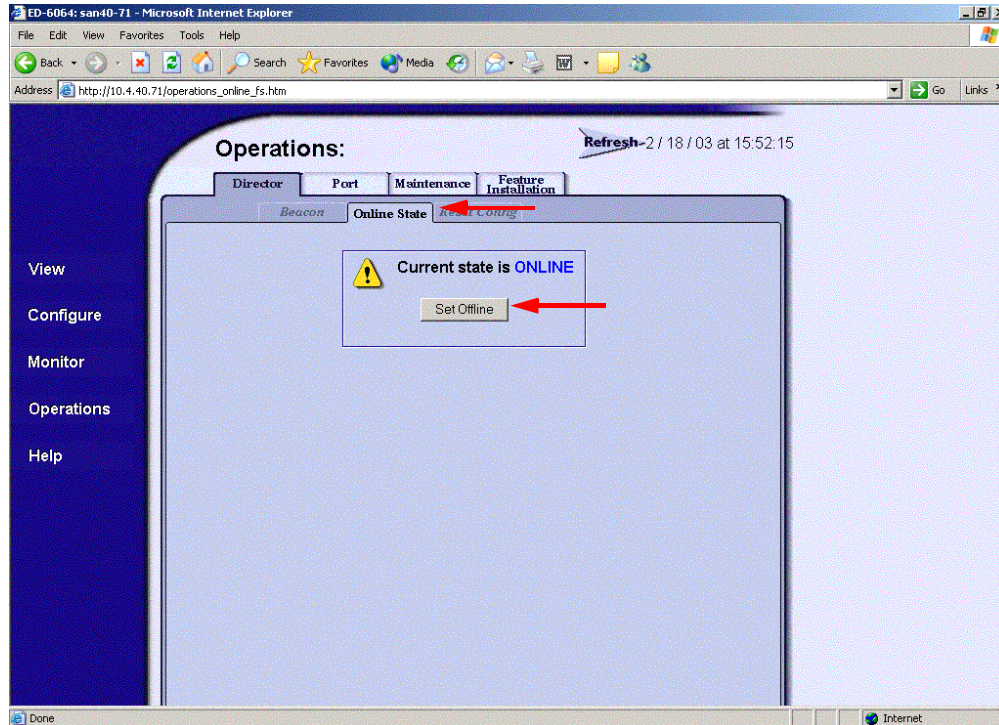 ED-6064: san40-71 - Microsoft Internet Explorer
File Edit View Favorites Tools Help
Back Search Favorites Media
Address http://10.4.40.71/operations_online_fs.htm Go Links
Operations:
Refresh-2 / 18 / 03 at 15:52:15
Director Port Maintenance Feature Installation
Beacon Online State Reset Config
Current state is ONLINE
Set Offline
View
Configure
Monitor
Operations
Help
Done Internet